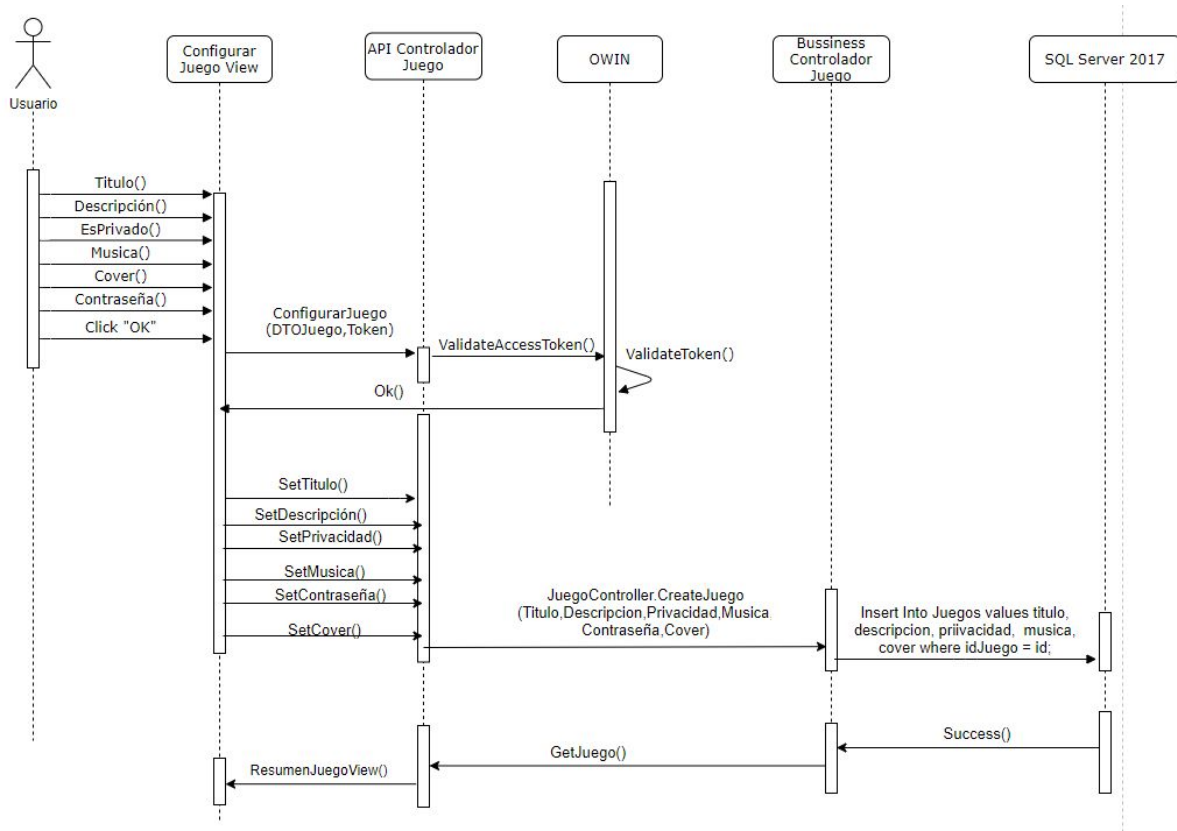 Usuario
Configurar
Juego View
API Controlador
Juego
OWIN
Bussiness
Controlador
Juego
SQL Server 2017
Titulo()
Descripción()
EsPrivado()
Musica()
Cover()
Contraseña()
Click "OK"
ConfigurarJuego
(DTOJuego,Token)
ValidateAccessToken()
ValidateToken()
Ok()
SetTitulo()
SetDescripción()
SetPrivacidad()
SetMusica()
SetContraseña()
SetCover()
JuegoController.CreateJuego
(Titulo,Descripcion,Privacidad,Musica
Contraseña,Cover)
Insert Into Juegos values titulo,
descripcion, priivacidad, musica,
cover where idJuego = id;
Success()
GetJuego()
ResumenJuegoView()